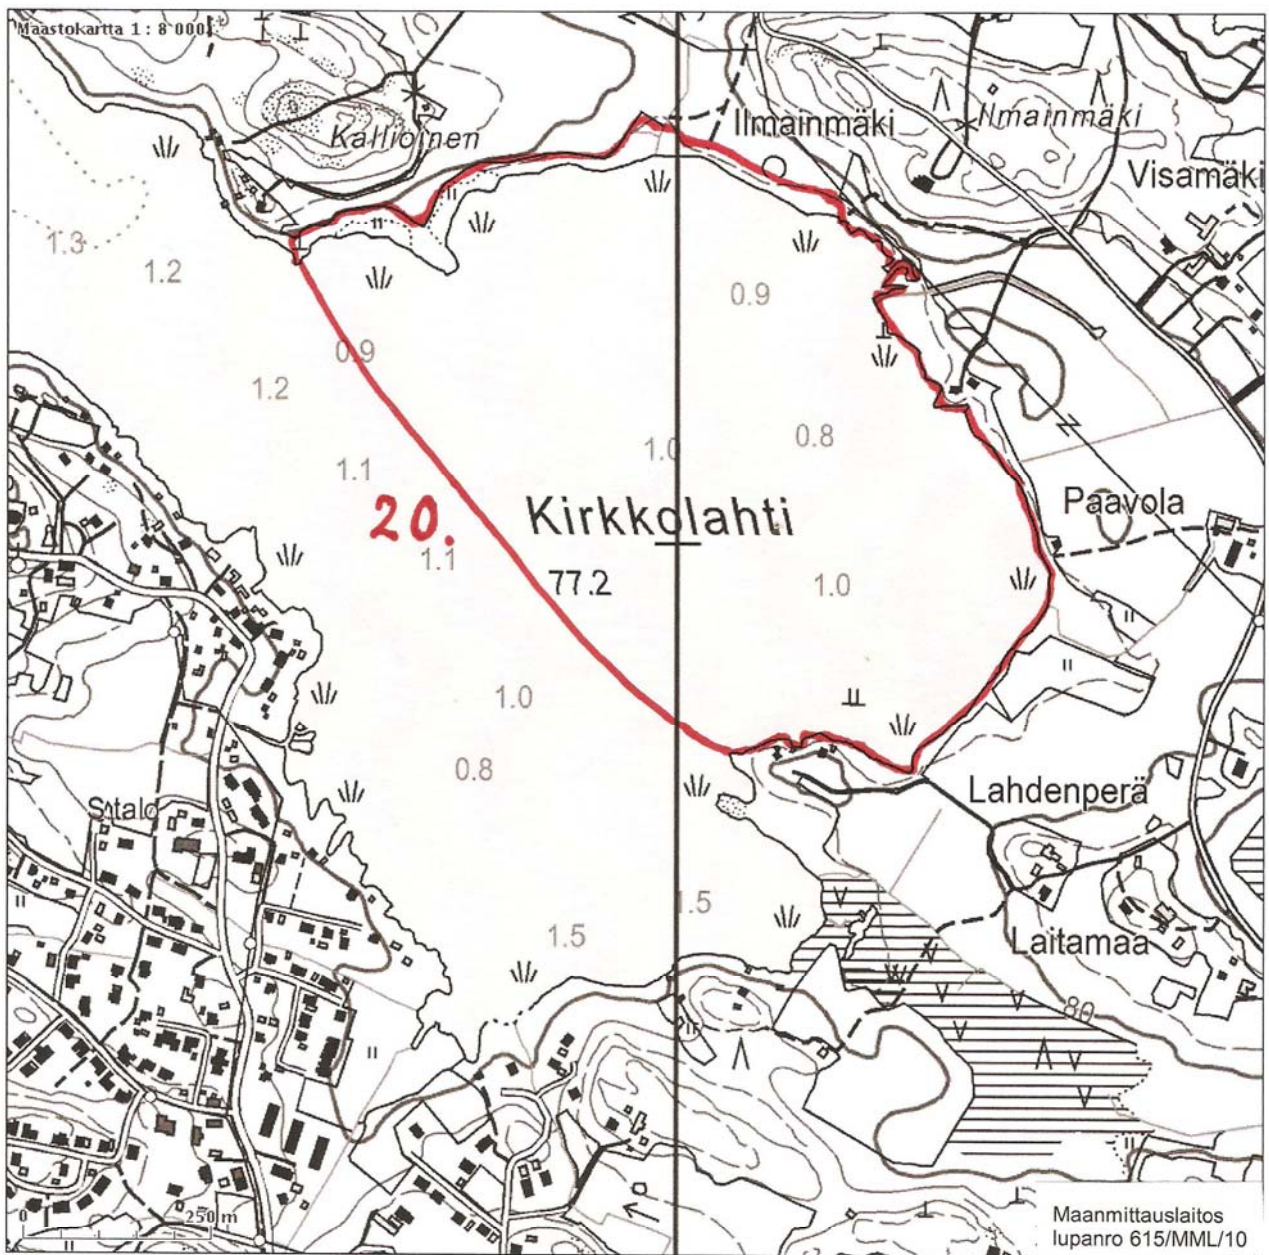 Maastokartta 1 : 8 000
Kallioinen
Ilmainmäki
Ilmainmäki
Visamäki
1.3
1.2
0.9
0.9
1.2
0.8
1.0
1.1
Paavola
20.
Kirkkolahti
1.1
77.2
1.0
1.0
0.8
Lahdenperä
S-talo
1.5
1.5
Laitamaa
80
0
250 m
Maanmittauslaitos
lupanro 615/MML/10